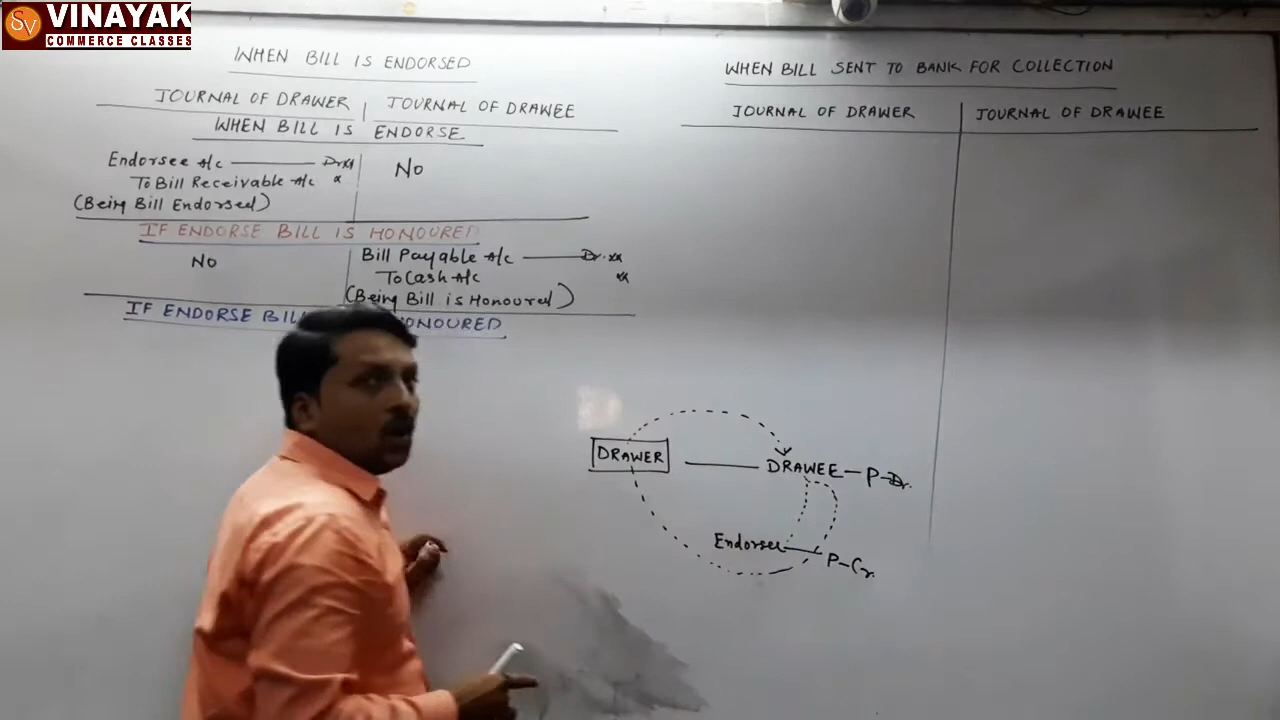 SV VINAYAK
COMMERCE CLASSES
WHEN BILL IS ENDORSED
JOURNAL OF DRAWER | JOURNAL OF DRAWEE
WHEN BILL IS ENDORSE
Endorsee A/c ——— Dr xx
To Bill Receivable A/c x
(Being Bill Endorsed)
No
IF ENDORSE BILL IS HONOURED
No
Bill Payable A/c ——— Dr. xx
To Cash A/c xx
(Being Bill is Honoured)
IF ENDORSE BILL HONOURED
WHEN BILL SENT TO BANK FOR COLLECTION
JOURNAL OF DRAWER JOURNAL OF DRAWEE
DRAWER — DRAWEE — P-Dr.
Endorsee — P-Cr.